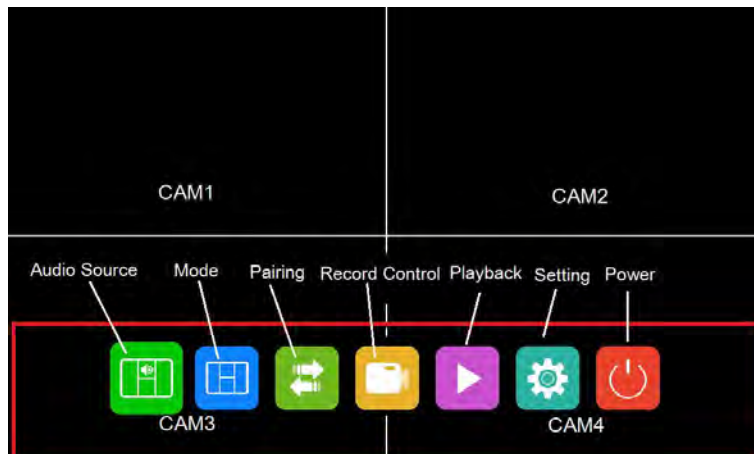 CAM1
CAM2
Audio Source
Mode
Pairing
Record Control
Playback
Setting
Power
CAM3
CAM4